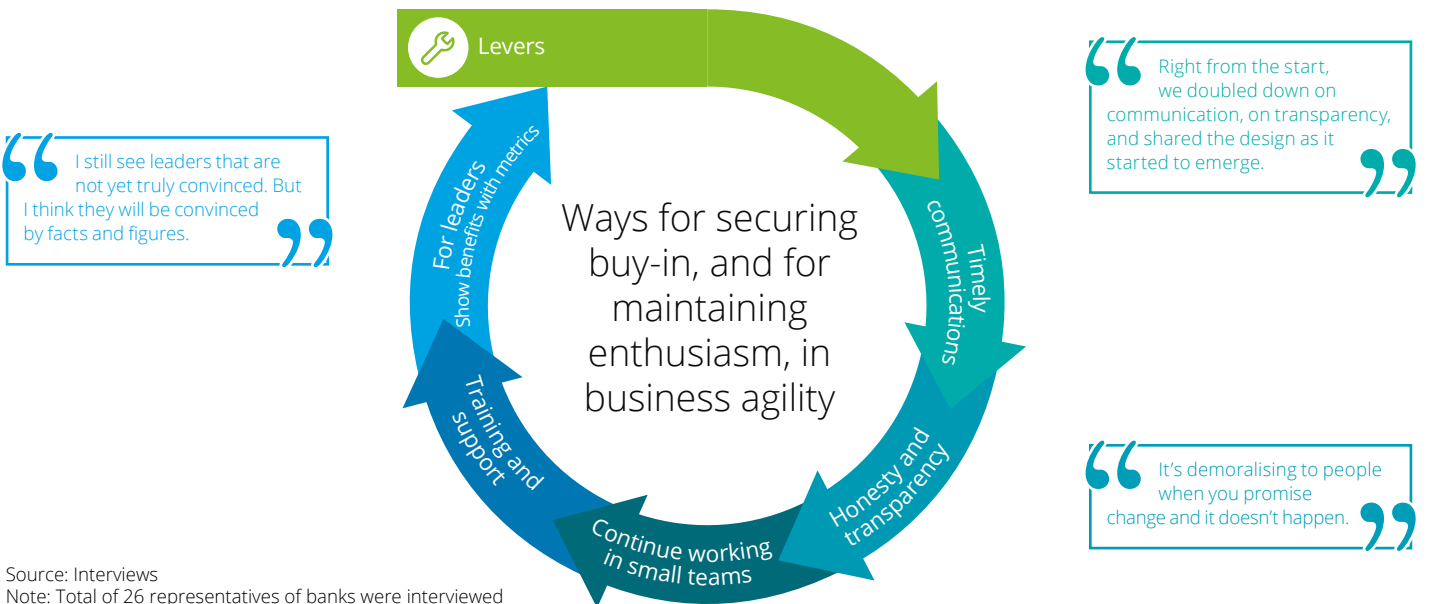 Levers
Right from the start,
we doubled down on
communication, on transparency,
and shared the design as it
started to emerge.
I still see leaders that are
not yet truly convinced. But
I think they will be convinced
by facts and figures.
Ways for securing
buy-in, and for
maintaining
enthusiasm, in
business agility
Timely
communications
Honesty and
transparency
Continue working
in small teams
Training and
support
For leaders
Show benefits with metrics
It’s demoralising to people
when you promise
change and it doesn’t happen.
Source: Interviews
Note: Total of 26 representatives of banks were interviewed